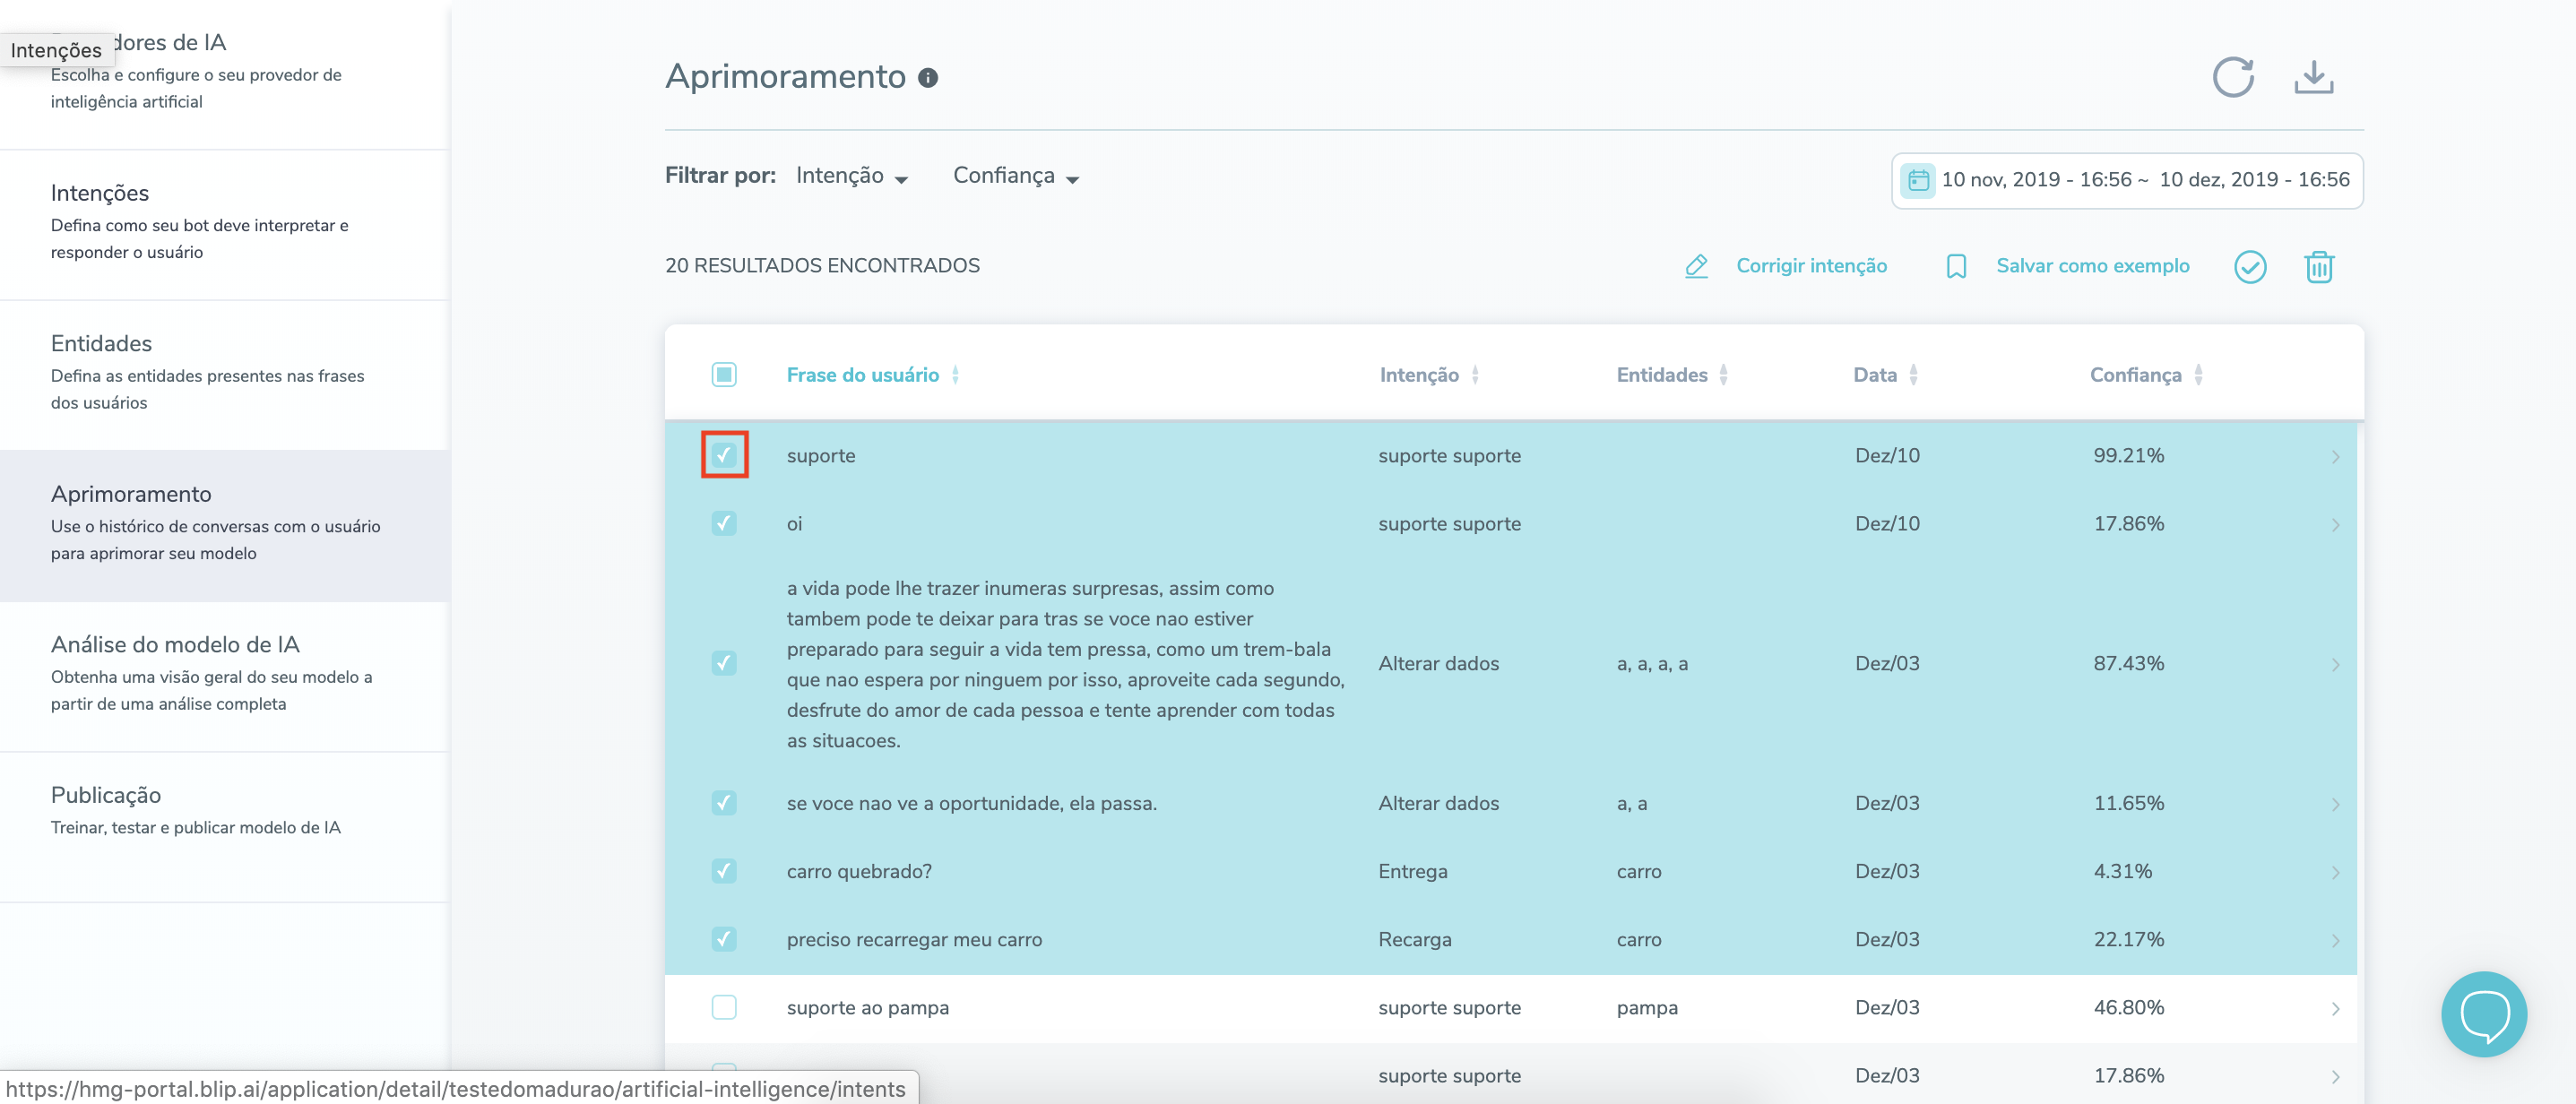 dores de IA
Intenções
Escolha e configure o seu provedor de
inteligência artificial
Intenções
Defina como seu bot deve interpretar e
responder o usuário
Entidades
Defina as entidades presentes nas frases
dos usuários
Aprimoramento
Use o histórico de conversas com o usuário
para aprimorar seu modelo
Análise do modelo de IA
Obtenha uma visão geral do seu modelo a
partir de uma análise completa
Publicação
Treinar, testar e publicar modelo de IA
Aprimoramento
Filtrar por: Intenção Confiança
10 nov, 2019 - 16:56 ~ 10 dez, 2019 - 16:56
20 RESULTADOS ENCONTRADOS
Corrigir intenção Salvar como exemplo
Frase do usuário Intenção Entidades Data Confiança
suporte suporte suporte Dez/10 99.21%
oi suporte suporte Dez/10 17.86%
a vida pode lhe trazer inumeras surpresas, assim como
tambem pode te deixar para tras se voce nao estiver
preparado para seguir a vida tem pressa, como um trem-bala
que nao espera por ninguem por isso, aproveite cada segundo,
desfrute do amor de cada pessoa e tente aprender com todas
as situacoes.
Alterar dados a, a, a, a Dez/03 87.43%
se voce nao ve a oportunidade, ela passa. Alterar dados a, a Dez/03 11.65%
carro quebrado? Entrega carro Dez/03 4.31%
preciso recarregar meu carro Recarga carro Dez/03 22.17%
suporte ao pampa suporte suporte pampa Dez/03 46.80%
suporte suporte Dez/03 17.86%
https://hmg-portal.blip.ai/application/detail/testedomadurao/artificial-intelligence/intents